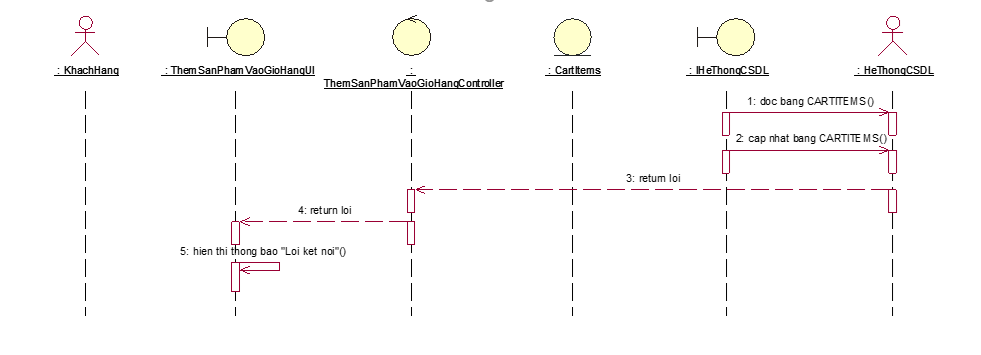 : KhachHang
: ThemSanPhamVaoGioHangUI
:
ThemSanPhamVaoGioHangController
: CartItems
: IHeThongCSDL
: HeThongCSDL
1: doc bang CARTITEMS()
2: cap nhat bang CARTITEMS()
3: return loi
4: return loi
5: hien thi thong bao "Loi ket noi"()